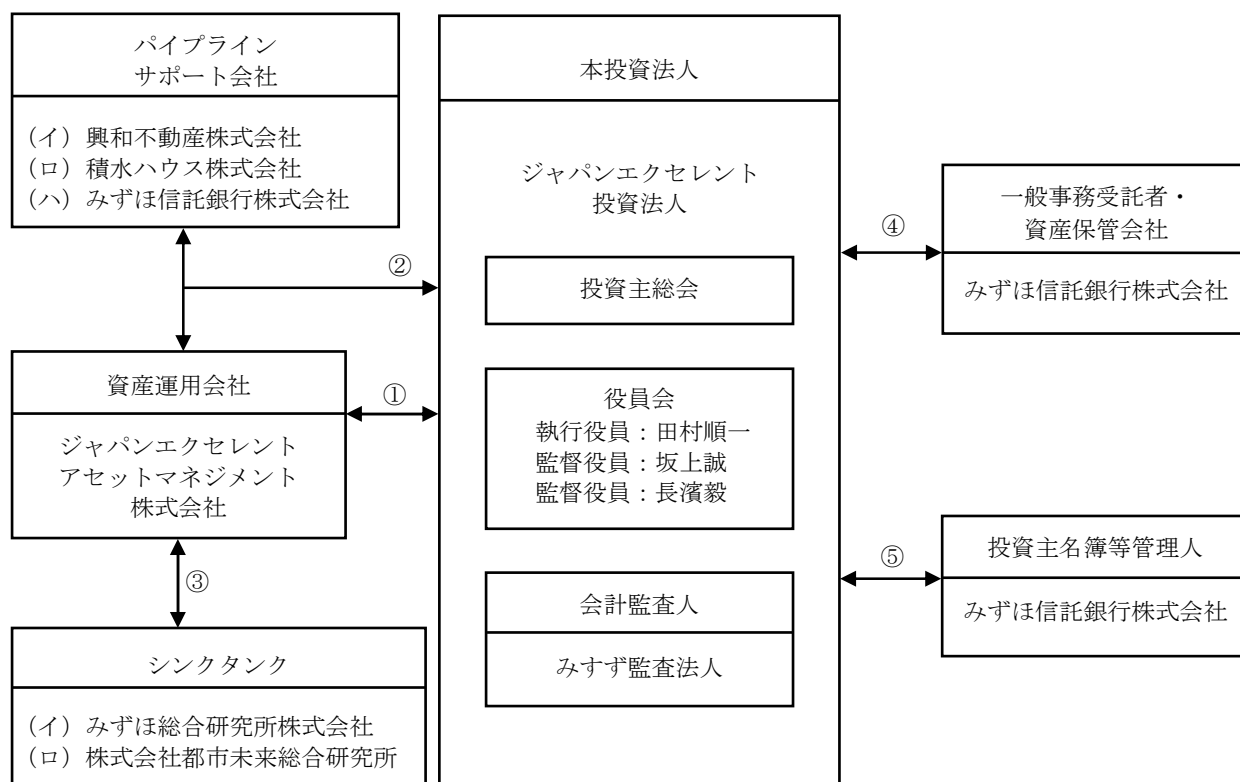 パイプライン
サポート会社
(イ) 興和不動産株式会社
(ロ) 積水ハウス株式会社
(ハ) みずほ信託銀行株式会社
②
資産運用会社
ジャパンエクセレント
アセットマネジメント
株式会社
①
③
シンクタンク
(イ) みずほ総合研究所株式会社
(ロ) 株式会社都市未来総合研究所
本投資法人
ジャパンエクセレント
投資法人
投資主総会
役員会
執行役員：田村順一
監督役員：坂上誠
監督役員：長濱毅
会計監査人
みすず監査法人
④
一般事務受託者・
資産保管会社
みずほ信託銀行株式会社
⑤
投資主名簿等管理人
みずほ信託銀行株式会社